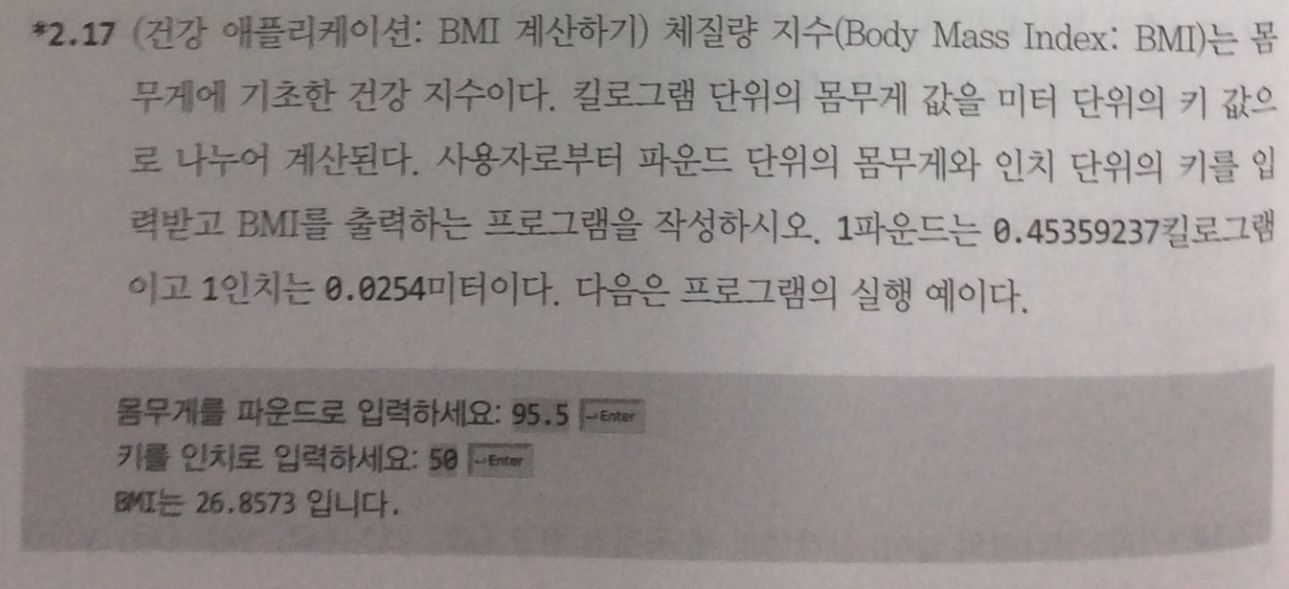 *2.17 (건강 애플리케이션: BMI 계산하기) 체질량 지수(Body Mass Index: BMI)는 몸
무게에 기초한 건강 지수이다. 킬로그램 단위의 몸무게 값을 미터 단위의 키 값으
로 나누어 계산된다. 사용자로부터 파운드 단위의 몸무게와 인치 단위의 키를 입
력받고 BMI를 출력하는 프로그램을 작성하시오. 1파운드는 0.45359237킬로그램
이고 1인치는 0.0254미터이다. 다음은 프로그램의 실행 예이다.
몸무게를 파운드로 입력하세요: 95.5 ↵Enter
키를 인치로 입력하세요: 50 ↵Enter
BMI는 26.8573 입니다.